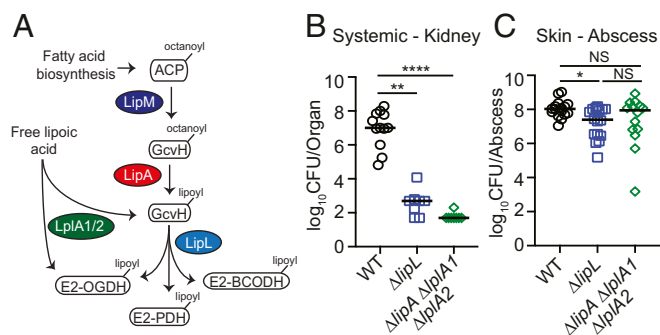 A
Fatty acid
biosynthesis
octanoyl
ACP
LipM
octanoyl
Free lipoic
acid
GcvH
LipA
lipoyl
GcvH
LplA1/2
LipL
lipoyl
lipoyl
E2-OGDH
E2-BCODH
lipoyl
E2-PDH
B
Systemic - Kidney
****
**
10
8
6
4
2
0
log10CFU/Organ
WT
ΔlipL
ΔlipA ΔlplA1
ΔlplA2
C
Skin - Abscess
NS
*
NS
10
8
6
4
2
0
log10CFU/Abscess
WT
ΔlipL
ΔlipA ΔlplA1
ΔlplA2